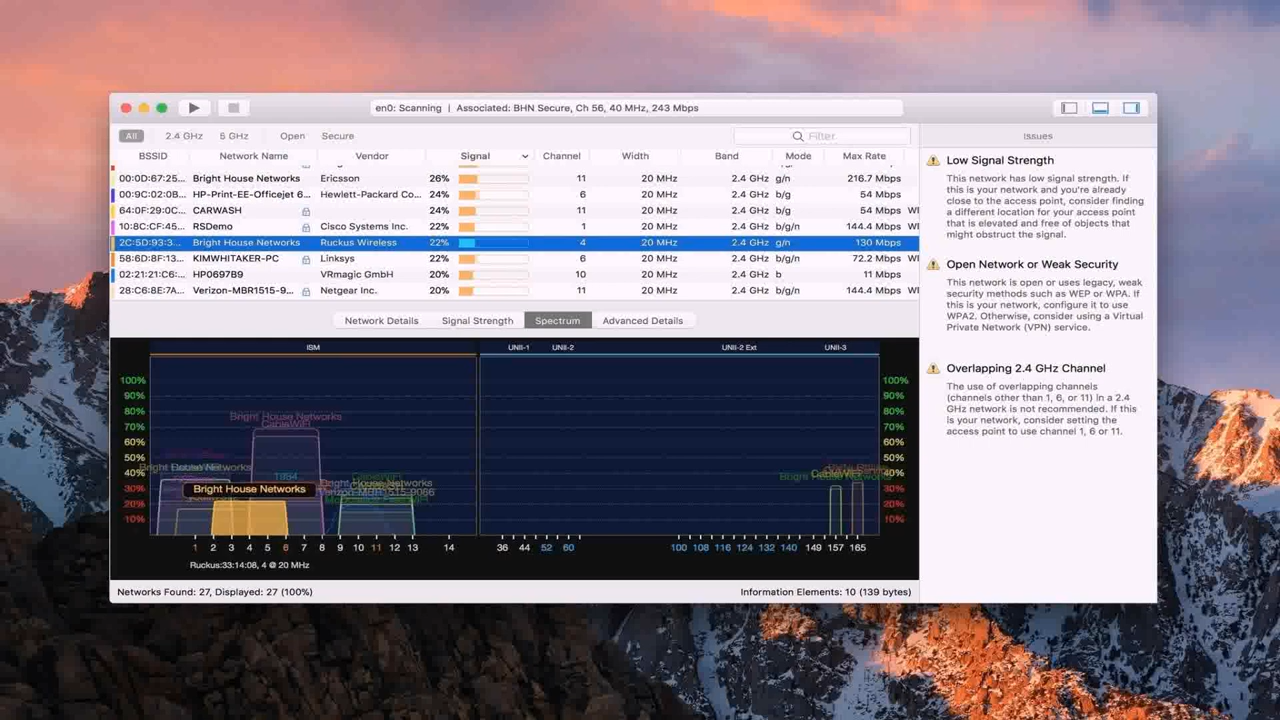 en0: Scanning | Associated: BHN Secure, Ch 56, 40 MHz, 243 Mbps
All 2.4 GHz 5 GHz Open Secure Filter
BSSID Network Name Vendor Signal Channel Width Band Mode Max Rate
00:0D:67:25... Bright House Networks Ericsson 26% 11 20 MHz 2.4 GHz g/n 216.7 Mbps
00:9C:02:0B... HP-Print-EE-Officejet 6... Hewlett-Packard Co... 24% 6 20 MHz 2.4 GHz b/g 54 Mbps
64:0F:29:0C... CARWASH 24% 11 20 MHz 2.4 GHz b/g 54 Mbps
10:8C:CF:45... RSDemo Cisco Systems Inc. 22% 1 20 MHz 2.4 GHz b/g/n 144.4 Mbps
2C:5D:93:3... Bright House Networks Ruckus Wireless 22% 4 20 MHz 2.4 GHz g/n 130 Mbps
58:6D:8F:13... KIMWHITAKER-PC Linksys 22% 6 20 MHz 2.4 GHz b/g/n 72.2 Mbps
02:21:21:C6:... HP0697B9 VRmagic GmbH 20% 10 20 MHz 2.4 GHz b 11 Mbps
28:C6:8E:7A... Verizon-MBR1515-9... Netgear Inc. 20% 11 20 MHz 2.4 GHz b/g/n 144.4 Mbps
Network Details Signal Strength Spectrum Advanced Details
ISM UNII-1 UNII-2 UNII-2 Ext UNII-3
100% 100%
90% 90%
80% 80%
Bright House Networks
CableWiFi
70% 70%
60% 60%
50% 50%
Bright House Networks
40% 40%
Bright House Networks
30% 30%
20% 20%
10% 10%
1 2 3 4 5 6 7 8 9 10 11 12 13 14 36 44 52 60 100 108 116 124 132 140 149 157 165
Ruckus:33:14:08, 4 @ 20 MHz
Networks Found: 27, Displayed: 27 (100%) Information Elements: 10 (139 bytes)
Issues
Low Signal Strength
This network has low signal strength. If
this is your network and you're already
close to the access point, consider finding
a different location for your access point
that is elevated and free of objects that
might obstruct the signal.
Open Network or Weak Security
This network is open or uses legacy, weak
security methods such as WEP or WPA. If
this is your network, configure it to use
WPA2. Otherwise, consider using a Virtual
Private Network (VPN) service.
Overlapping 2.4 GHz Channel
The use of overlapping channels
(channels other than 1, 6, or 11) in a 2.4
GHz network is not recommended. If this
is your network, consider setting the
access point to use channel 1, 6 or 11.